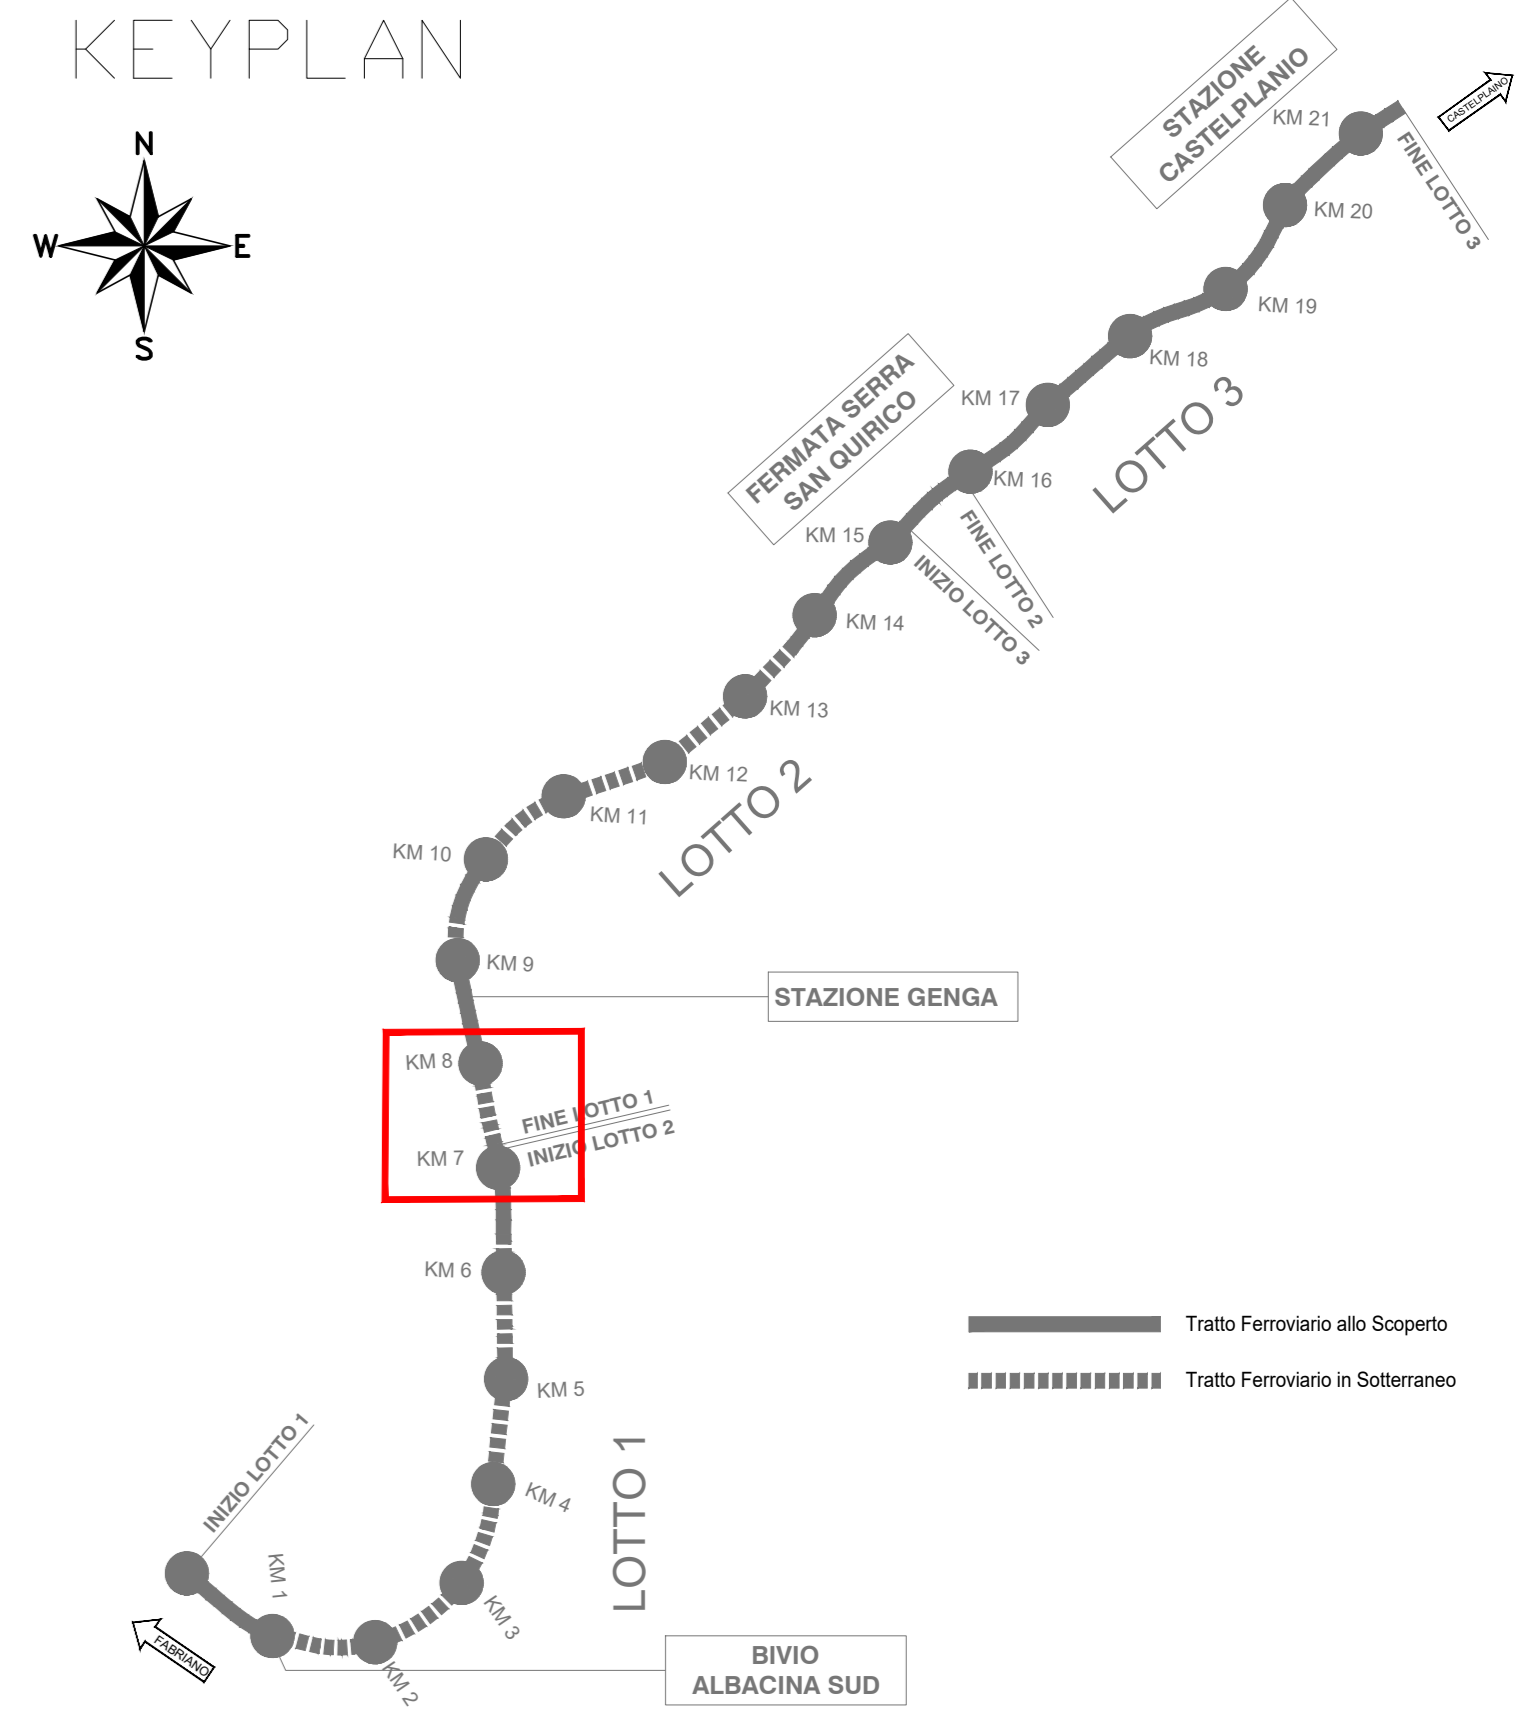 KEYPLAN
N
W
E
S
STAZIONE
CASTELPLANIO
CASTELPLAINO
KM 21
FINE LOTTO 3
KM 20
KM 19
KM 18
LOTTO 3
KM 17
FERMATA SERRA
SAN QUIRICO
KM 16
FINE LOTTO 2
KM 15
INIZIO LOTTO 3
KM 14
KM 13
KM 12
LOTTO 2
KM 11
KM 10
KM 9
STAZIONE GENGA
KM 8
FINE LOTTO 1
INIZIO LOTTO 2
KM 7
KM 6
Tratto Ferroviario allo Scoperto
Tratto Ferroviario in Sotterraneo
KM 5
LOTTO 1
KM 4
INIZIO LOTTO 1
KM 1
KM 3
FABRIANO
KM 2
BIVIO
ALBACINA SUD